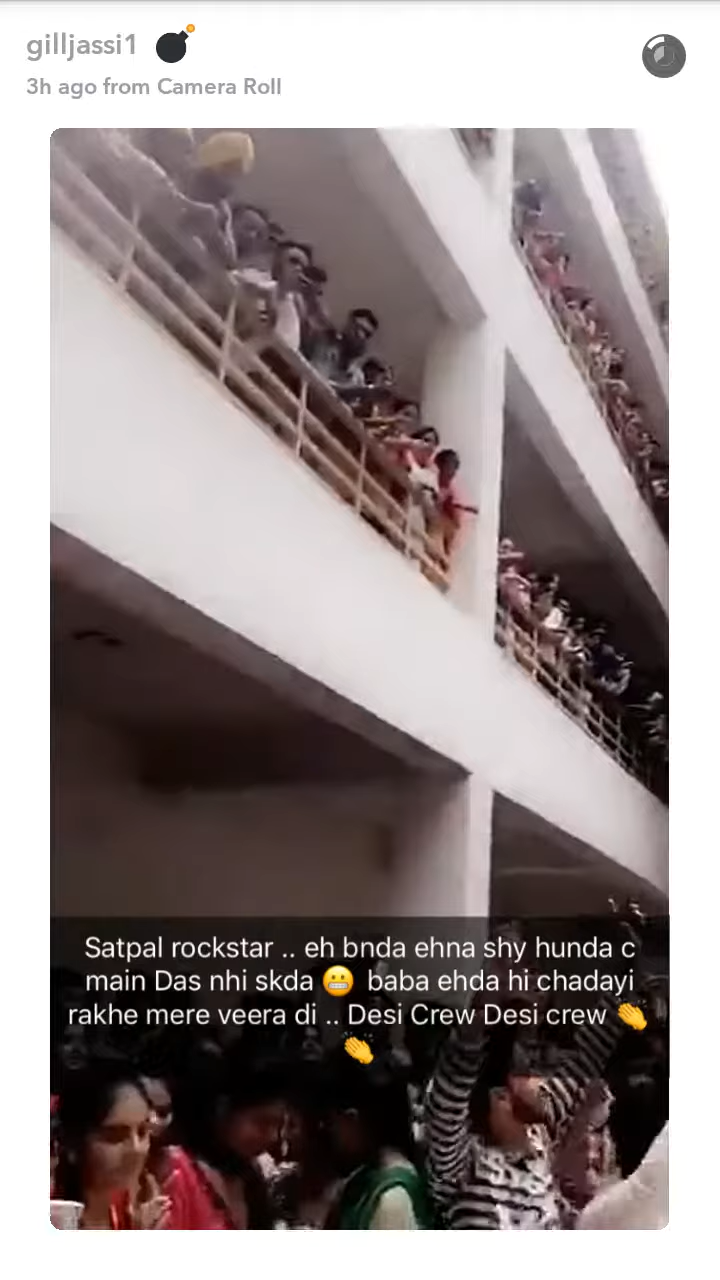 gilljassi1 💣
3h ago from Camera Roll
Satpal rockstar .. eh bnda ehna shy hunda c
main Das nhi skda 😬 baba ehda hi chadayi
rakhe mere veera di .. Desi Crew Desi crew 👏
👏